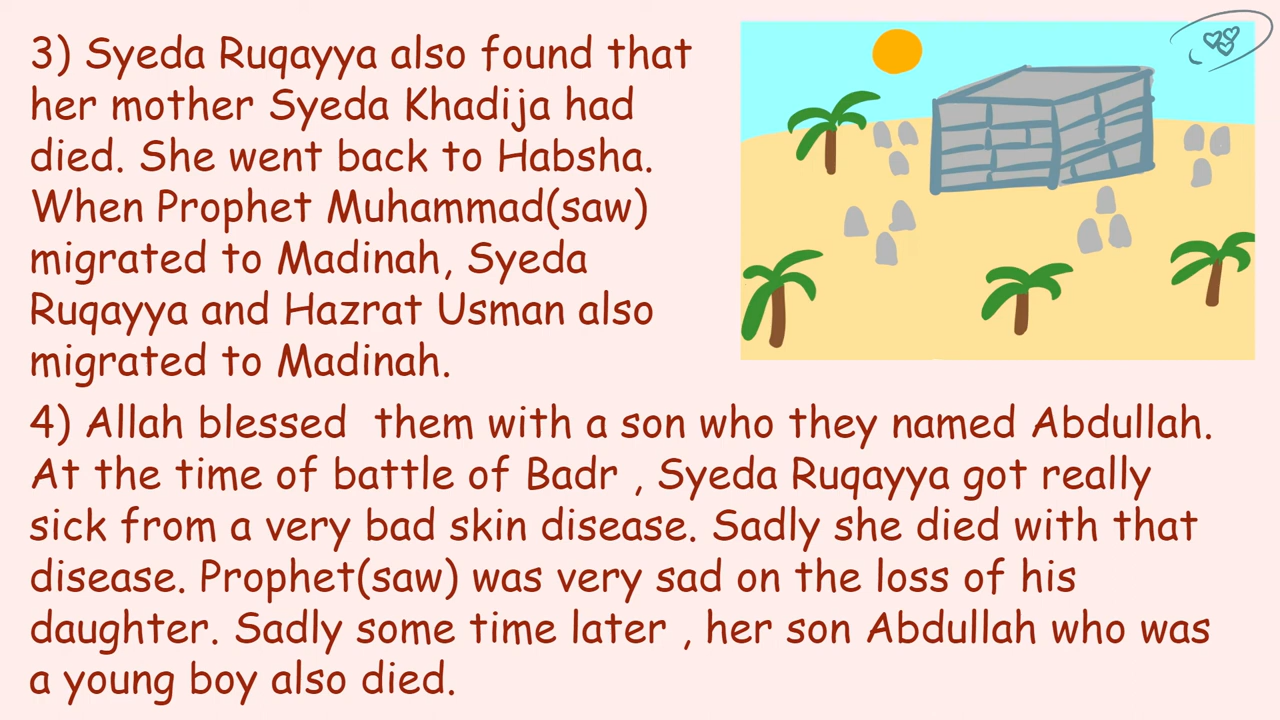 3) Syeda Ruqayya also found that
her mother Syeda Khadija had
died. She went back to Habsha.
When Prophet Muhammad(saw)
migrated to Madinah, Syeda
Ruqayya and Hazrat Usman also
migrated to Madinah.
4) Allah blessed  them with a son who they named Abdullah.
At the time of battle of Badr , Syeda Ruqayya got really
sick from a very bad skin disease. Sadly she died with that
disease. Prophet(saw) was very sad on the loss of his
daughter. Sadly some time later , her son Abdullah who was
a young boy also died.